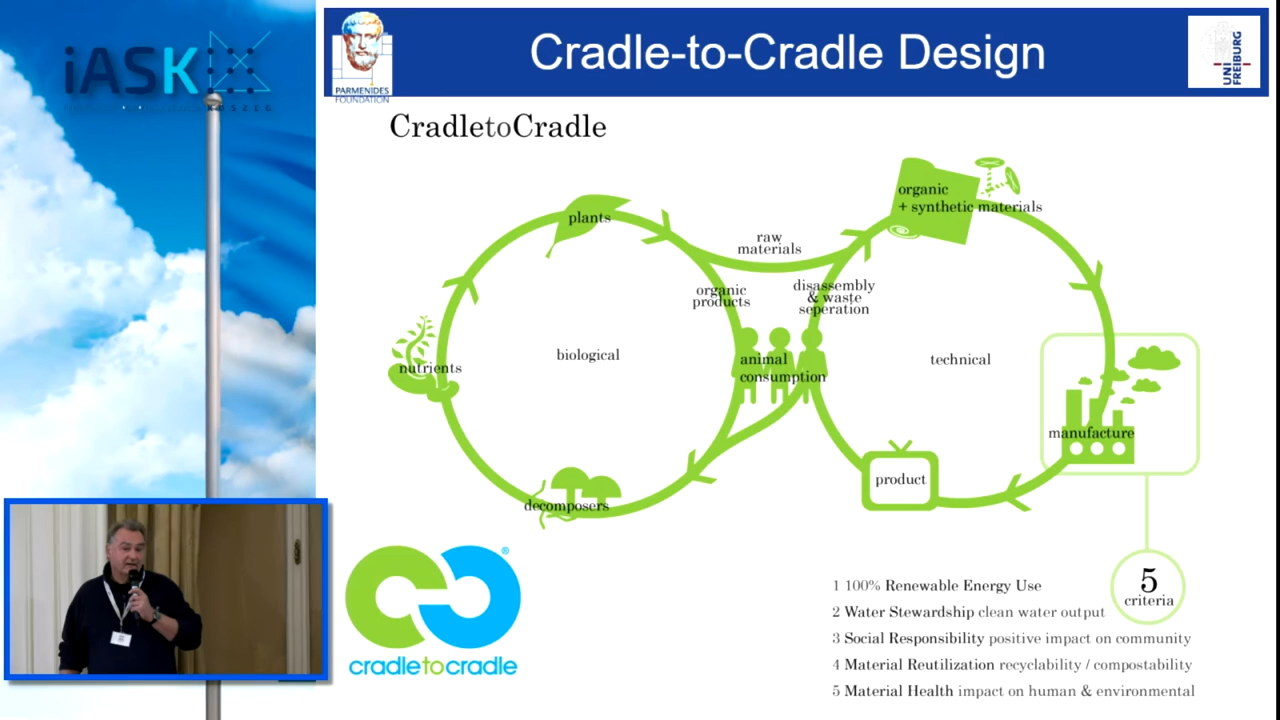 iASK
KOSZEG
PARMENIDES
FOUNDATION
Cradle-to-Cradle Design
UNI
FREIBURG
CradletoCradle
plants
organic
+ synthetic materials
raw
materials
organic
products
disassembly
& waste
seperation
nutrients
biological
animal
consumption
technical
manufacture
decomposers
product
5
criteria
®
cradletocradle
1 100% Renewable Energy Use
2 Water Stewardship clean water output
3 Social Responsibility positive impact on community
4 Material Reutilization recyclability / compostability
5 Material Health impact on human & environmental